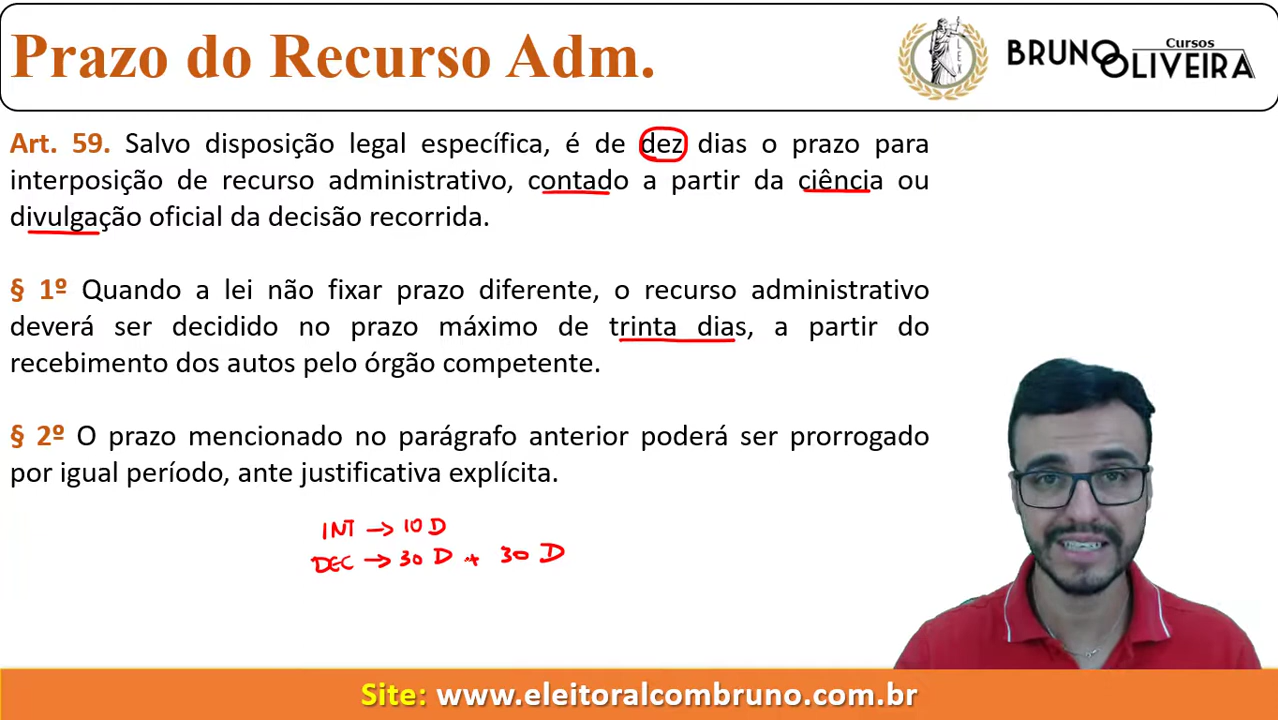 Prazo do Recurso Adm.
Cursos
BRUNO
OLIVEIRA
LEX
Art. 59. Salvo disposição legal específica, é de dez dias o prazo para
interposição de recurso administrativo, contado a partir da ciência ou
divulgação oficial da decisão recorrida.
§ 1º Quando a lei não fixar prazo diferente, o recurso administrativo
deverá ser decidido no prazo máximo de trinta dias, a partir do
recebimento dos autos pelo órgão competente.
§ 2º O prazo mencionado no parágrafo anterior poderá ser prorrogado
por igual período, ante justificativa explícita.
INT → 10 D
DEC → 30 D + 30 D
Site: www.eleitoralcombruno.com.br